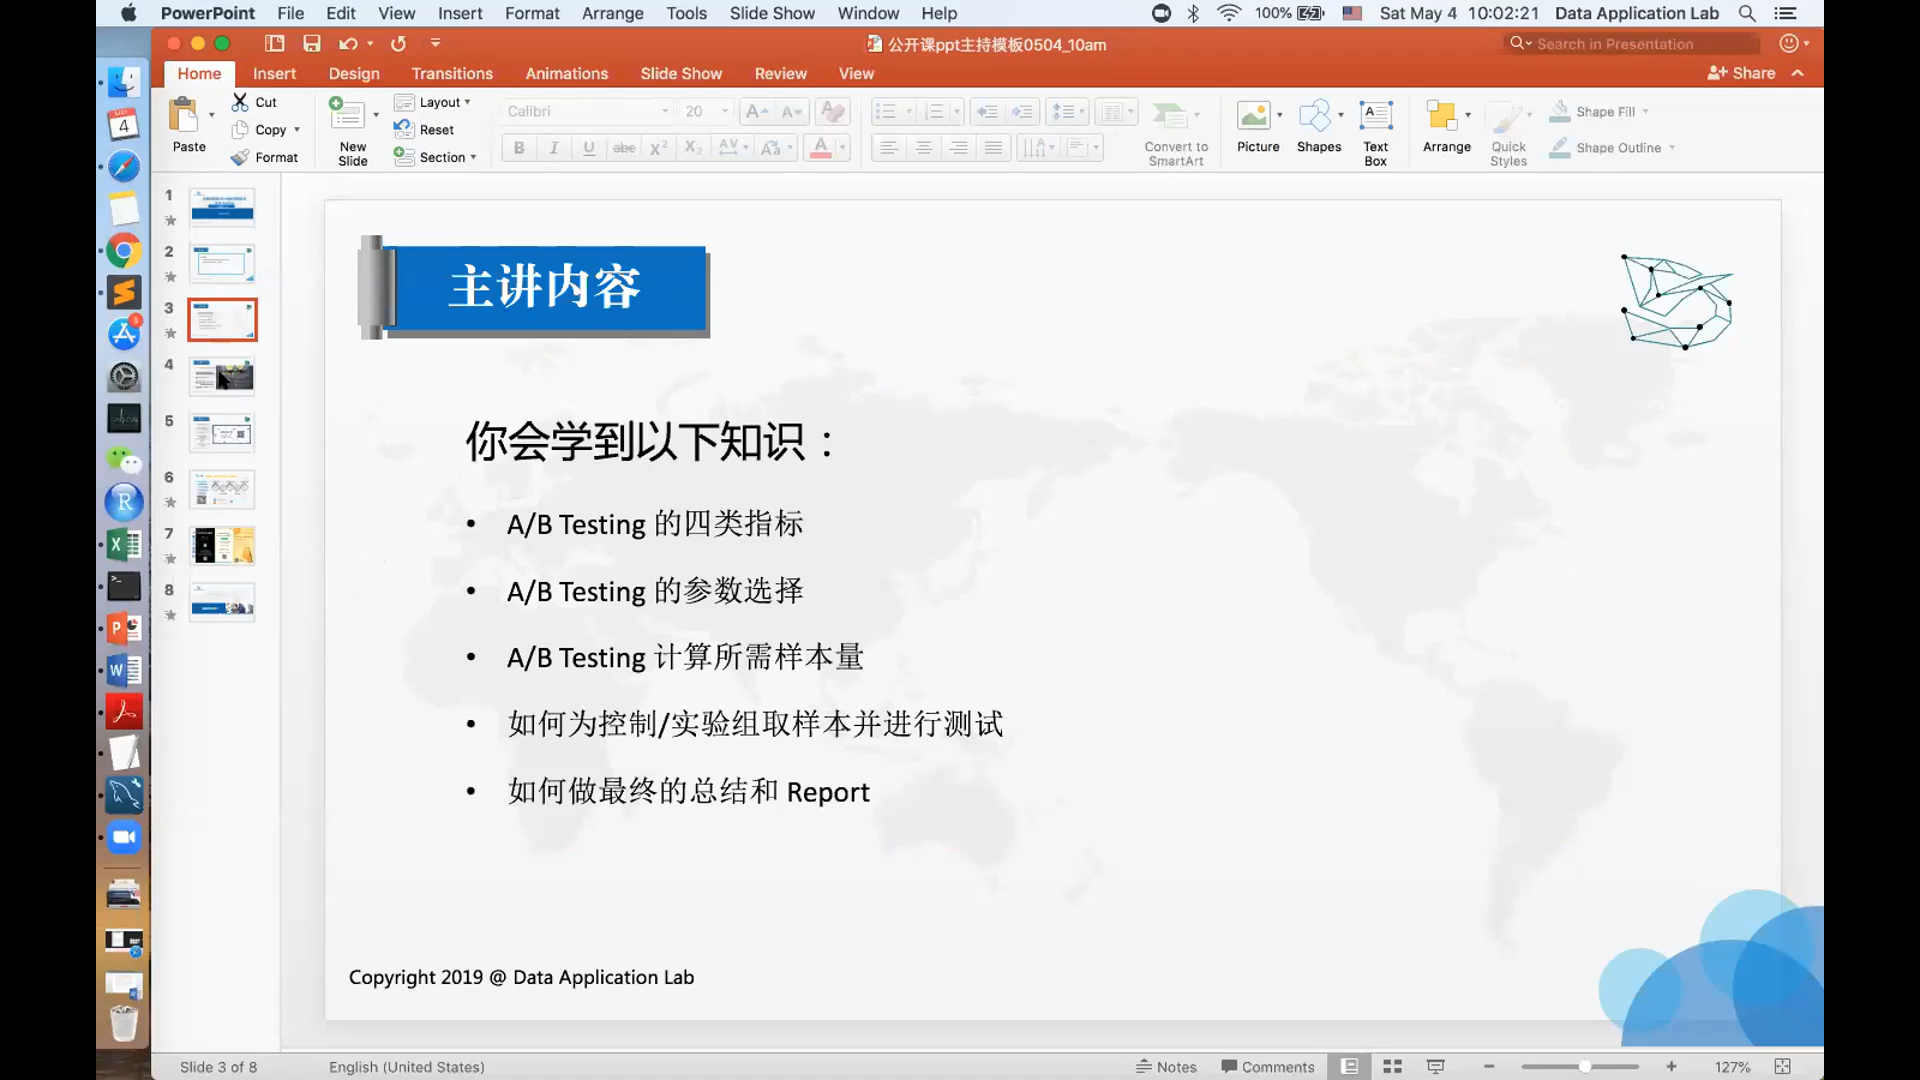 PowerPoint File Edit View Insert Format Arrange Tools Slide Show Window Help 100% Sat May 4 10:02:21 Data Application Lab
公开课ppt主持模板0504_10am Search in Presentation
Home Insert Design Transitions Animations Slide Show Review View Share
Paste Cut Copy Format
New Slide Layout Reset Section
Calibri 20
Convert to SmartArt Picture Shapes Text Box Arrange Quick Styles Shape Fill Shape Outline
1
2
3
4
5
6
7
8
主讲内容
你会学到以下知识：
• A/B Testing 的四类指标
• A/B Testing 的参数选择
• A/B Testing 计算所需样本量
• 如何为控制/实验组取样本并进行测试
• 如何做最终的总结和 Report
Copyright 2019 @ Data Application Lab
Slide 3 of 8 English (United States) Notes Comments 127%